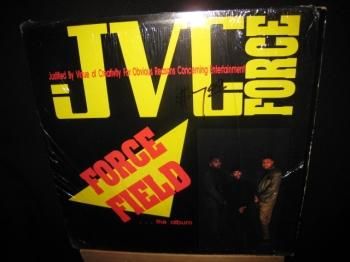 JVC
FORCE
Justified By Virtue of Creativity For Obvious Reasons Concerning Entertainment
FORCE
FIELD
. . . the album